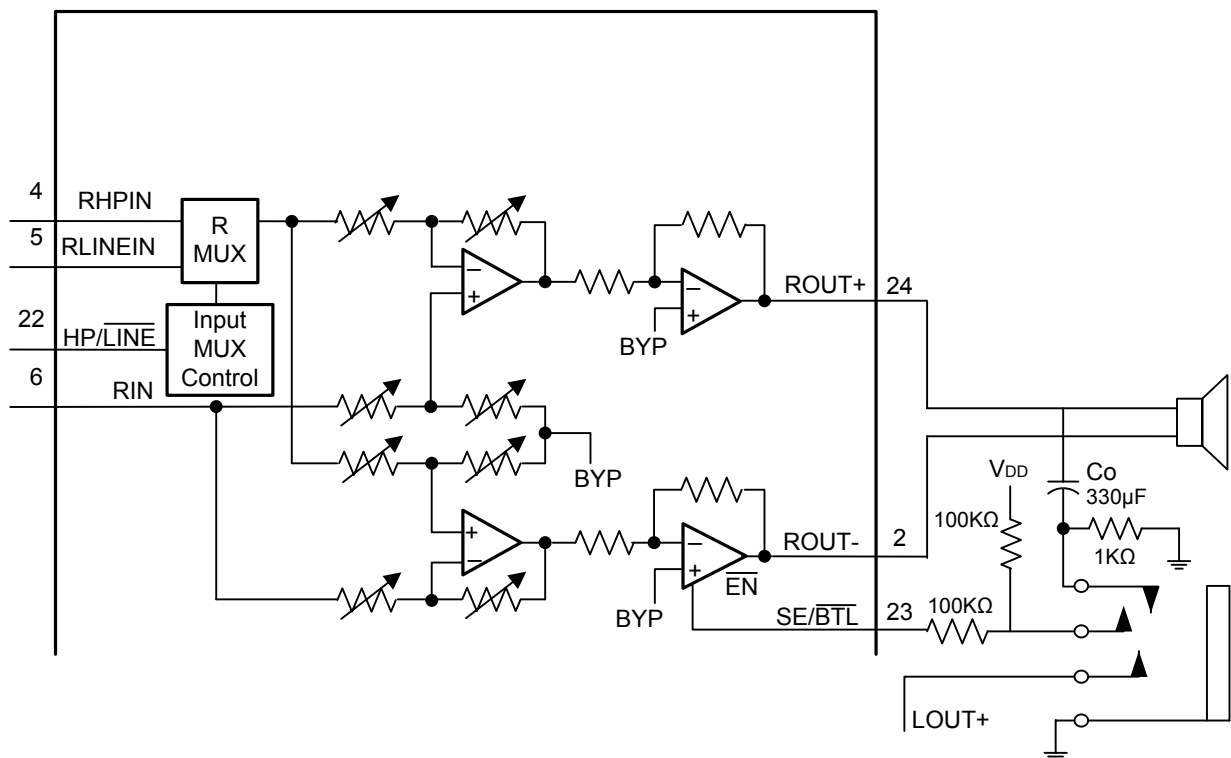 4
RHPIN
R
MUX
5
RLINEIN
22
HP/LINE
Input
MUX
Control
6
RIN
−
+
−
+
BYP
ROUT+
24
BYP
VDD
Co
330µF
100KΩ
1KΩ
+
−
−
+
BYP
EN
ROUT-
2
SE/BTL
23
100KΩ
LOUT+